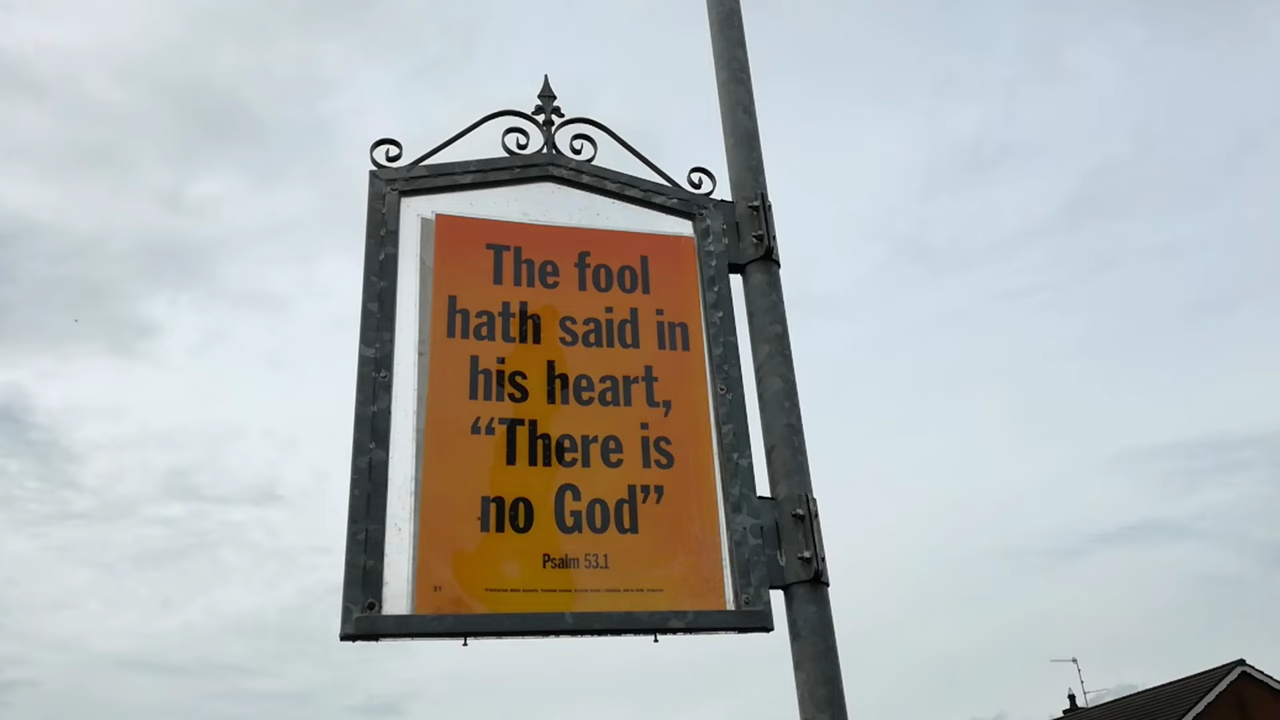 The fool
hath said in
his heart,
“There is
no God”
Psalm 53.1